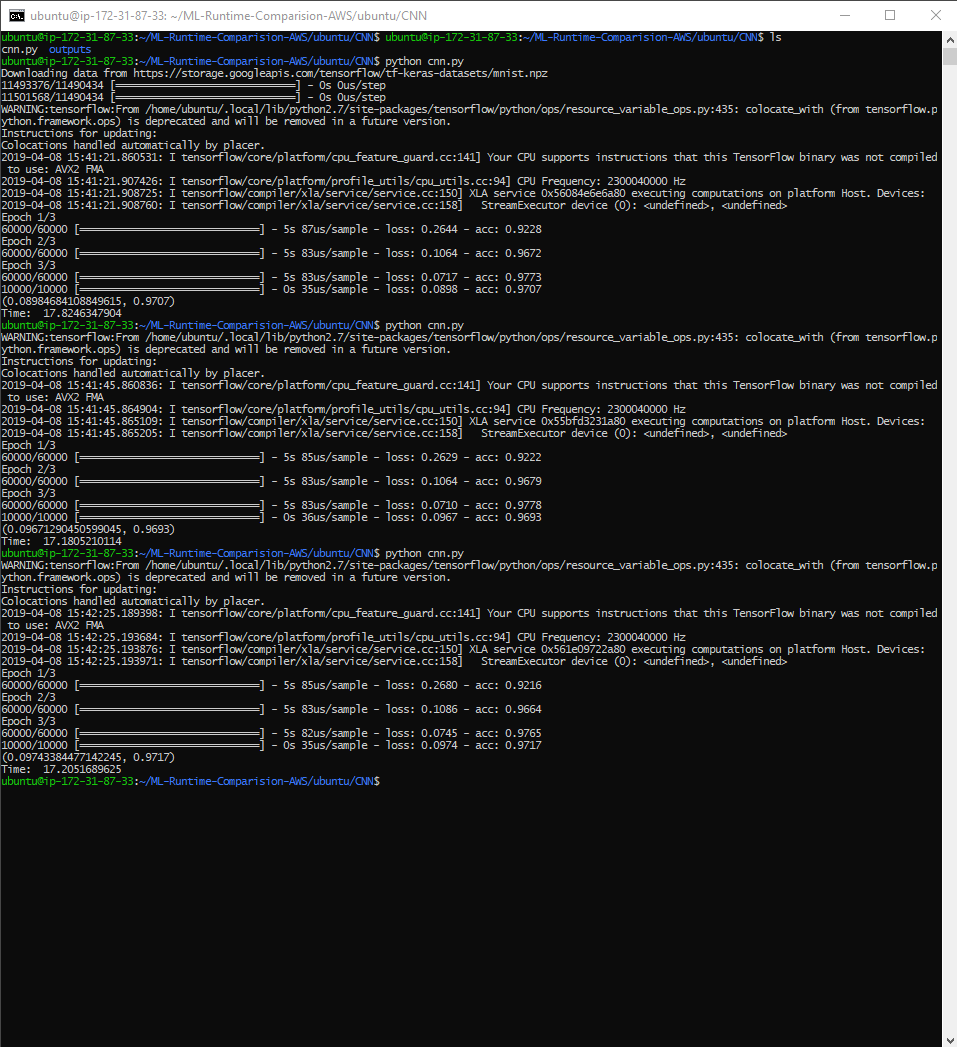 ubuntu@ip-172-31-87-33: ~/ML-Runtime-Comparision-AWS/ubuntu/CNN
ubuntu@ip-172-31-87-33:~/ML-Runtime-Comparision-AWS/ubuntu/CNN$ ubuntu@ip-172-31-87-33:~/ML-Runtime-Comparision-AWS/ubuntu/CNN$ ls
cnn.py  outputs
ubuntu@ip-172-31-87-33:~/ML-Runtime-Comparision-AWS/ubuntu/CNN$ python cnn.py
Downloading data from https://storage.googleapis.com/tensorflow/tf-keras-datasets/mnist.npz
11493376/11490434 [==============================] - 0s 0us/step
11501568/11490434 [==============================] - 0s 0us/step
WARNING:tensorflow:From /home/ubuntu/.local/lib/python2.7/site-packages/tensorflow/python/ops/resource_variable_ops.py:435: colocate_with (from tensorflow.p
ython.framework.ops) is deprecated and will be removed in a future version.
Instructions for updating:
Colocations handled automatically by placer.
2019-04-08 15:41:21.860531: I tensorflow/core/platform/cpu_feature_guard.cc:141] Your CPU supports instructions that this TensorFlow binary was not compiled
 to use: AVX2 FMA
2019-04-08 15:41:21.907426: I tensorflow/core/platform/profile_utils/cpu_utils.cc:94] CPU Frequency: 2300040000 Hz
2019-04-08 15:41:21.908725: I tensorflow/compiler/xla/service/service.cc:150] XLA service 0x56084e6e6a80 executing computations on platform Host. Devices:
2019-04-08 15:41:21.908760: I tensorflow/compiler/xla/service/service.cc:158]   StreamExecutor device (0): <undefined>, <undefined>
Epoch 1/3
60000/60000 [==============================] - 5s 87us/sample - loss: 0.2644 - acc: 0.9228
Epoch 2/3
60000/60000 [==============================] - 5s 83us/sample - loss: 0.1064 - acc: 0.9672
Epoch 3/3
60000/60000 [==============================] - 5s 83us/sample - loss: 0.0717 - acc: 0.9773
10000/10000 [==============================] - 0s 35us/sample - loss: 0.0898 - acc: 0.9707
(0.08984684108849615, 0.9707)
Time:  17.8246347904
ubuntu@ip-172-31-87-33:~/ML-Runtime-Comparision-AWS/ubuntu/CNN$ python cnn.py
WARNING:tensorflow:From /home/ubuntu/.local/lib/python2.7/site-packages/tensorflow/python/ops/resource_variable_ops.py:435: colocate_with (from tensorflow.p
ython.framework.ops) is deprecated and will be removed in a future version.
Instructions for updating:
Colocations handled automatically by placer.
2019-04-08 15:41:45.860836: I tensorflow/core/platform/cpu_feature_guard.cc:141] Your CPU supports instructions that this TensorFlow binary was not compiled
 to use: AVX2 FMA
2019-04-08 15:41:45.864904: I tensorflow/core/platform/profile_utils/cpu_utils.cc:94] CPU Frequency: 2300040000 Hz
2019-04-08 15:41:45.865109: I tensorflow/compiler/xla/service/service.cc:150] XLA service 0x55bfd3231a80 executing computations on platform Host. Devices:
2019-04-08 15:41:45.865205: I tensorflow/compiler/xla/service/service.cc:158]   StreamExecutor device (0): <undefined>, <undefined>
Epoch 1/3
60000/60000 [==============================] - 5s 85us/sample - loss: 0.2629 - acc: 0.9222
Epoch 2/3
60000/60000 [==============================] - 5s 83us/sample - loss: 0.1064 - acc: 0.9679
Epoch 3/3
60000/60000 [==============================] - 5s 83us/sample - loss: 0.0710 - acc: 0.9778
10000/10000 [==============================] - 0s 36us/sample - loss: 0.0967 - acc: 0.9693
(0.09671290450599045, 0.9693)
Time:  17.1805210114
ubuntu@ip-172-31-87-33:~/ML-Runtime-Comparision-AWS/ubuntu/CNN$ python cnn.py
WARNING:tensorflow:From /home/ubuntu/.local/lib/python2.7/site-packages/tensorflow/python/ops/resource_variable_ops.py:435: colocate_with (from tensorflow.p
ython.framework.ops) is deprecated and will be removed in a future version.
Instructions for updating:
Colocations handled automatically by placer.
2019-04-08 15:42:25.189398: I tensorflow/core/platform/cpu_feature_guard.cc:141] Your CPU supports instructions that this TensorFlow binary was not compiled
 to use: AVX2 FMA
2019-04-08 15:42:25.193684: I tensorflow/core/platform/profile_utils/cpu_utils.cc:94] CPU Frequency: 2300040000 Hz
2019-04-08 15:42:25.193876: I tensorflow/compiler/xla/service/service.cc:150] XLA service 0x561e09722a80 executing computations on platform Host. Devices:
2019-04-08 15:42:25.193971: I tensorflow/compiler/xla/service/service.cc:158]   StreamExecutor device (0): <undefined>, <undefined>
Epoch 1/3
60000/60000 [==============================] - 5s 85us/sample - loss: 0.2680 - acc: 0.9216
Epoch 2/3
60000/60000 [==============================] - 5s 83us/sample - loss: 0.1086 - acc: 0.9664
Epoch 3/3
60000/60000 [==============================] - 5s 82us/sample - loss: 0.0745 - acc: 0.9765
10000/10000 [==============================] - 0s 35us/sample - loss: 0.0974 - acc: 0.9717
(0.09743384477142245, 0.9717)
Time:  17.2051689625
ubuntu@ip-172-31-87-33:~/ML-Runtime-Comparision-AWS/ubuntu/CNN$